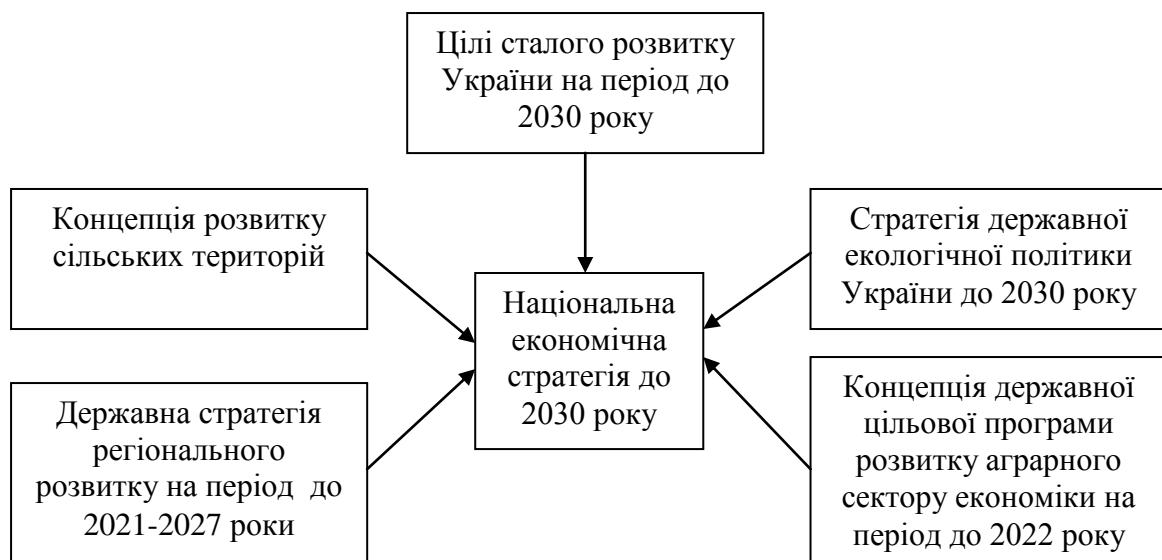 Цілі сталого розвитку
України на період до
2030 року
Концепція розвитку
сільських територій
Стратегія державної
екологічної політики
України до 2030 року
Національна
економічна
стратегія до
2030 року
Державна стратегія
регіонального
розвитку на період  до
2021-2027 роки
Концепція державної
цільової програми
розвитку аграрного
сектору економіки на
період до 2022 року